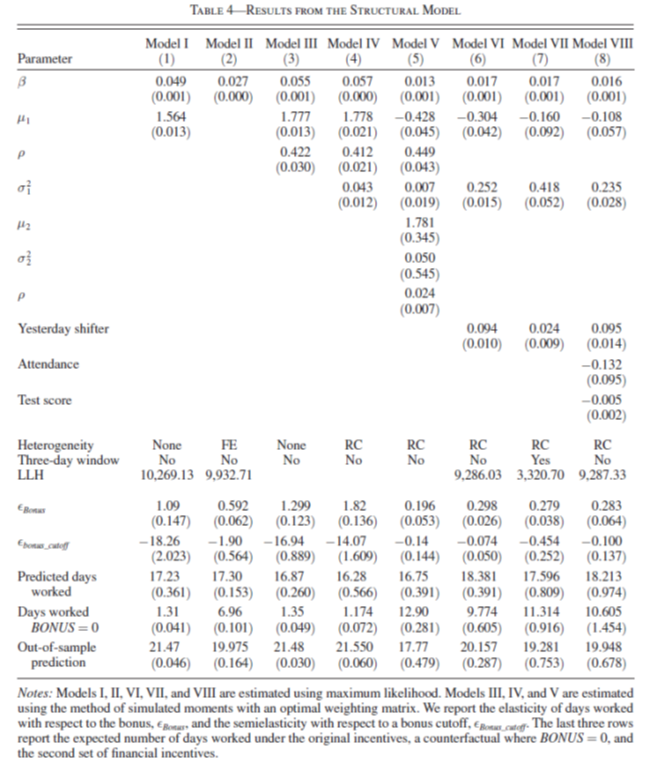 TABLE 4—RESULTS FROM THE STRUCTURAL MODEL
Model I Model II Model III Model IV Model V Model VI Model VII Model VIII
Parameter (1) (2) (3) (4) (5) (6) (7) (8)
β 0.049 0.027 0.055 0.057 0.013 0.017 0.017 0.016
(0.001) (0.000) (0.001) (0.000) (0.001) (0.001) (0.001) (0.001)
μ1 1.564 1.777 1.778 −0.428 −0.304 −0.160 −0.108
(0.013) (0.013) (0.021) (0.045) (0.042) (0.092) (0.057)
ρ 0.422 0.412 0.449
(0.030) (0.021) (0.043)
σ²1 0.043 0.007 0.252 0.418 0.235
(0.012) (0.019) (0.015) (0.052) (0.028)
μ2 1.781
(0.345)
σ²2 0.050
(0.545)
ρ 0.024
(0.007)
Yesterday shifter 0.094 0.024 0.095
(0.010) (0.009) (0.014)
Attendance −0.132
(0.095)
Test score −0.005
(0.002)
Heterogeneity None FE None RC RC RC RC RC
Three-day window No No No No No No Yes No
LLH 10,269.13 9,932.71 9,286.03 3,320.70 9,287.33
ϵBonus 1.09 0.592 1.299 1.82 0.196 0.298 0.279 0.283
(0.147) (0.062) (0.123) (0.136) (0.053) (0.026) (0.038) (0.064)
ϵbonus_cutoff −18.26 −1.90 −16.94 −14.07 −0.14 −0.074 −0.454 −0.100
(2.023) (0.564) (0.889) (1.609) (0.144) (0.050) (0.252) (0.137)
Predicted days 17.23 17.30 16.87 16.28 16.75 18.381 17.596 18.213
worked (0.361) (0.153) (0.260) (0.566) (0.391) (0.391) (0.809) (0.974)
Days worked 1.31 6.96 1.35 1.174 12.90 9.774 11.314 10.605
BONUS = 0 (0.041) (0.101) (0.049) (0.072) (0.281) (0.605) (0.916) (1.454)
Out-of-sample 21.47 19.975 21.48 21.550 17.77 20.157 19.281 19.948
prediction (0.046) (0.164) (0.030) (0.060) (0.479) (0.287) (0.753) (0.678)
Notes: Models I, II, VI, VII, and VIII are estimated using maximum likelihood. Models III, IV, and V are estimated
using the method of simulated moments with an optimal weighting matrix. We report the elasticity of days worked
with respect to the bonus, ϵBonus, and the semielasticity with respect to a bonus cutoff, ϵBonus_cutoff. The last three rows
report the expected number of days worked under the original incentives, a counterfactual where BONUS = 0, and
the second set of financial incentives.